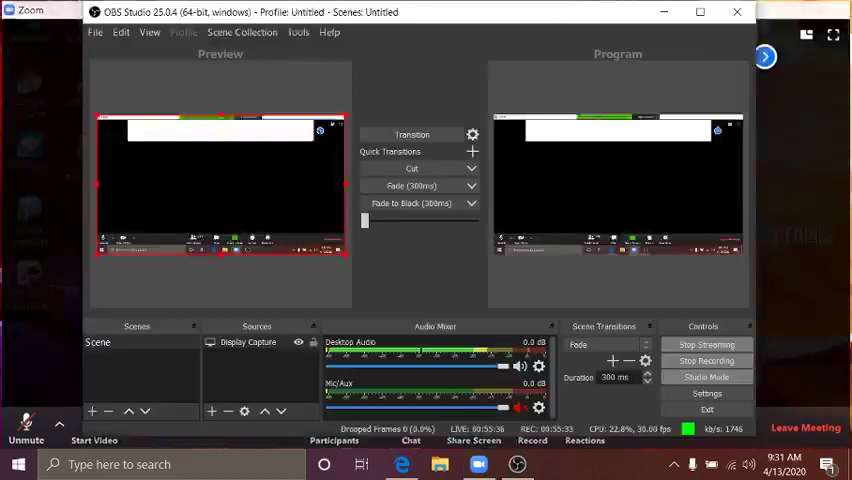 Zoom
OBS Studio 25.0.4 (64-bit, windows) - Profile: Untitled - Scenes: Untitled
File Edit View Profile Scene Collection Tools Help
Preview
Program
Transition
Quick Transitions
Cut
Fade (300ms)
Fade to Black (300ms)
Scenes
Sources
Audio Mixer
Scene Transitions
Controls
Scene
Display Capture
Desktop Audio 0.0 dB
Mic/Aux 0.0 dB
Fade
Duration 300 ms
Stop Streaming
Stop Recording
Studio Mode
Settings
Exit
Drooped Frames 0 (0.0%) LIVE: 00:55:36 REC: 00:55:33 CPU: 22.8%, 30.00 fps kb/s: 1746
Unmute Start Video Participants Chat Share Screen Record Reactions Leave Meeting
Type here to search
9:31 AM
4/13/2020
1